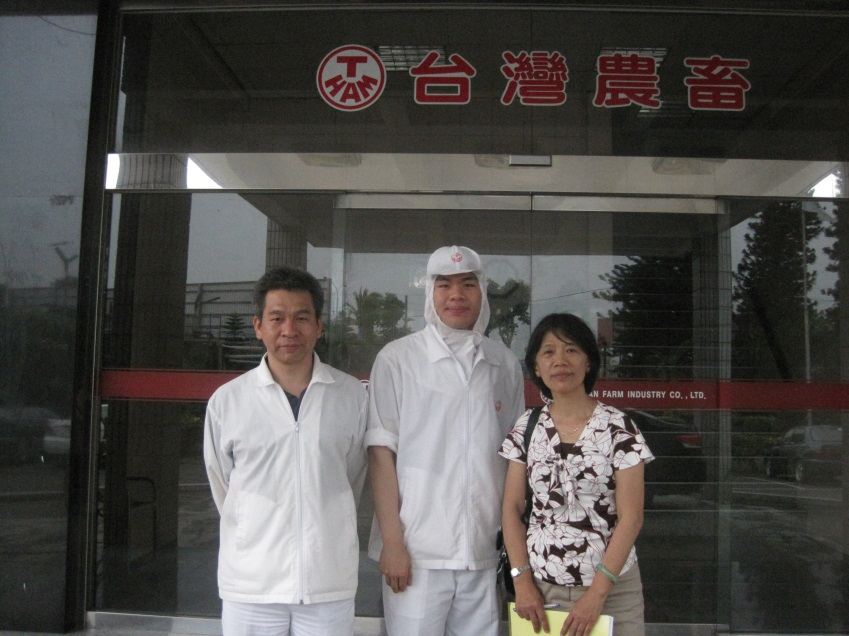 T HAM 台灣農畜
AN FARM INDUSTRY CO., LTD.